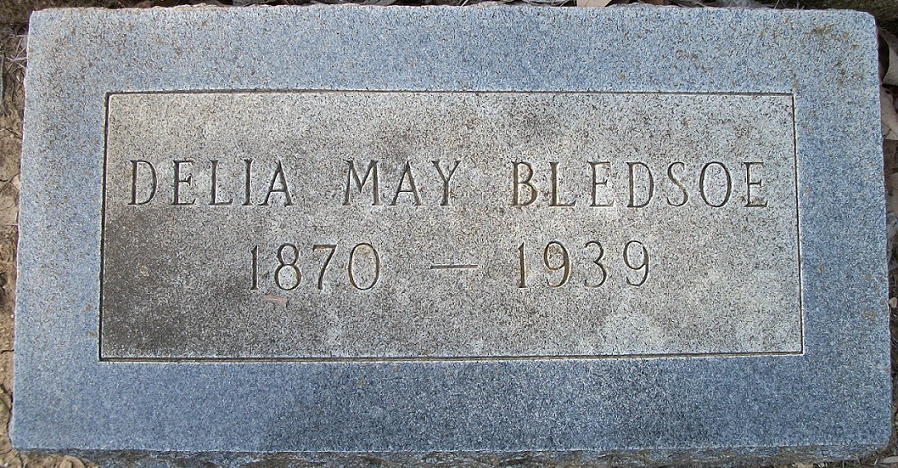 DELIA MAY BLEDSOE
1870 — 1939